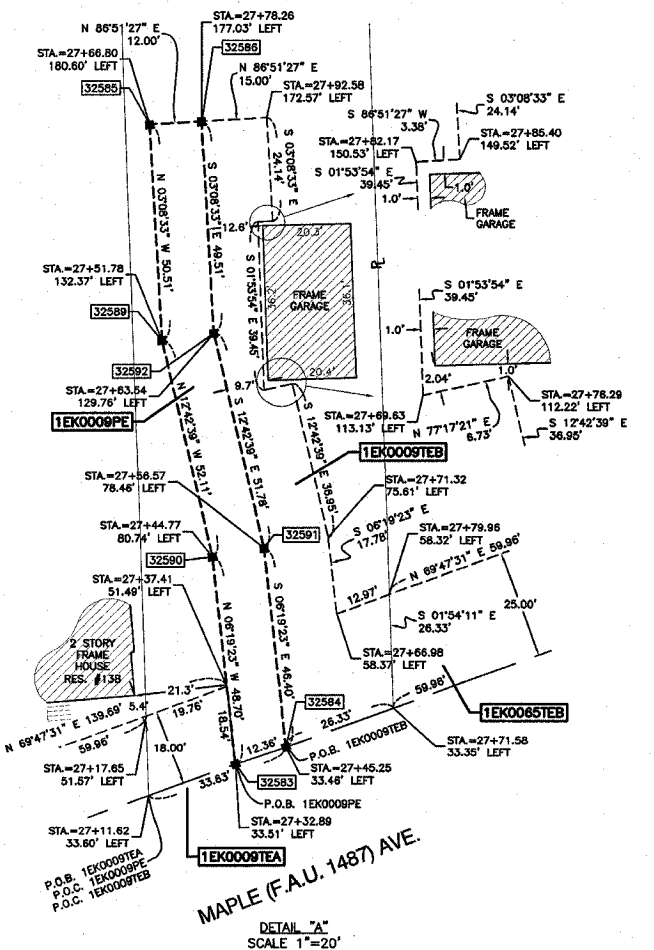 N 86°51'27" E
12.00'
STA.=27+78.26
177.03' LEFT
STA.=27+66.80
180.60' LEFT
32586
32585
N 86°51'27" E
15.00'
STA.=27+92.58
172.57' LEFT
S 03°08'33" E
24.14'
S 86°51'27" W
3.38'
STA.=27+82.17
150.53' LEFT
STA.=27+85.40
149.52' LEFT
S 01°53'54" E
39.45'
1.0'
1.0'
FRAME
GARAGE
N 03°08'33" W 50.51'
S 03°08'33" E 49.51'
S 03°08'33" E
24.14'
12.6'
20.3'
S 01°53'54" E 39.45'
36.2'
FRAME
GARAGE
36.1'
20.4'
STA.=27+51.78
132.37' LEFT
32589
32592
STA.=27+63.54
129.76' LEFT
9.7'
1EK0009PE
S 01°53'54" E
39.45'
1.0'
FRAME
GARAGE
1.0'
2.04'
STA.=27+76.29
112.22' LEFT
STA.=27+69.63
113.13' LEFT
N 77°17'21" E
6.73'
S 12°42'39" E
36.95'
N 12°42'39" W 52.11'
S 12°42'39" E 51.78'
S 12°42'39" E 36.95'
1EK0009TEB
STA.=27+56.57
78.46' LEFT
STA.=27+71.32
75.61' LEFT
STA.=27+44.77
80.74' LEFT
32591
32590
S 06°19'23" E
17.78'
STA.=27+79.96
58.32' LEFT
N 69°47'31" E 59.96'
STA.=27+37.41
51.49' LEFT
12.97'
S 01°54'11" E
26.33'
25.00'
2 STORY
FRAME
HOUSE
RES. #138
N 06°19'23" W 48.70'
S 06°19'23" E 46.40'
STA.=27+66.98
58.37' LEFT
21.3'
5.4'
19.76'
18.54'
N 69°47'31" E 139.69'
59.96'
18.00'
32584
12.36'
26.33'
59.96'
1EK0065TEB
P.O.B. 1EK0009TEB
STA.=27+71.58
33.35' LEFT
STA.=27+17.65
51.57' LEFT
STA.=27+45.25
33.46' LEFT
33.83'
32583
P.O.B. 1EK0009PE
STA.=27+32.89
33.51' LEFT
STA.=27+11.62
33.60' LEFT
1EK0009TEA
P.O.B. 1EK0009TEA
P.O.C. 1EK0009PE
P.O.C. 1EK0009TEB
MAPLE (F.A.U. 1487) AVE.
DETAIL "A"
SCALE 1"=20'